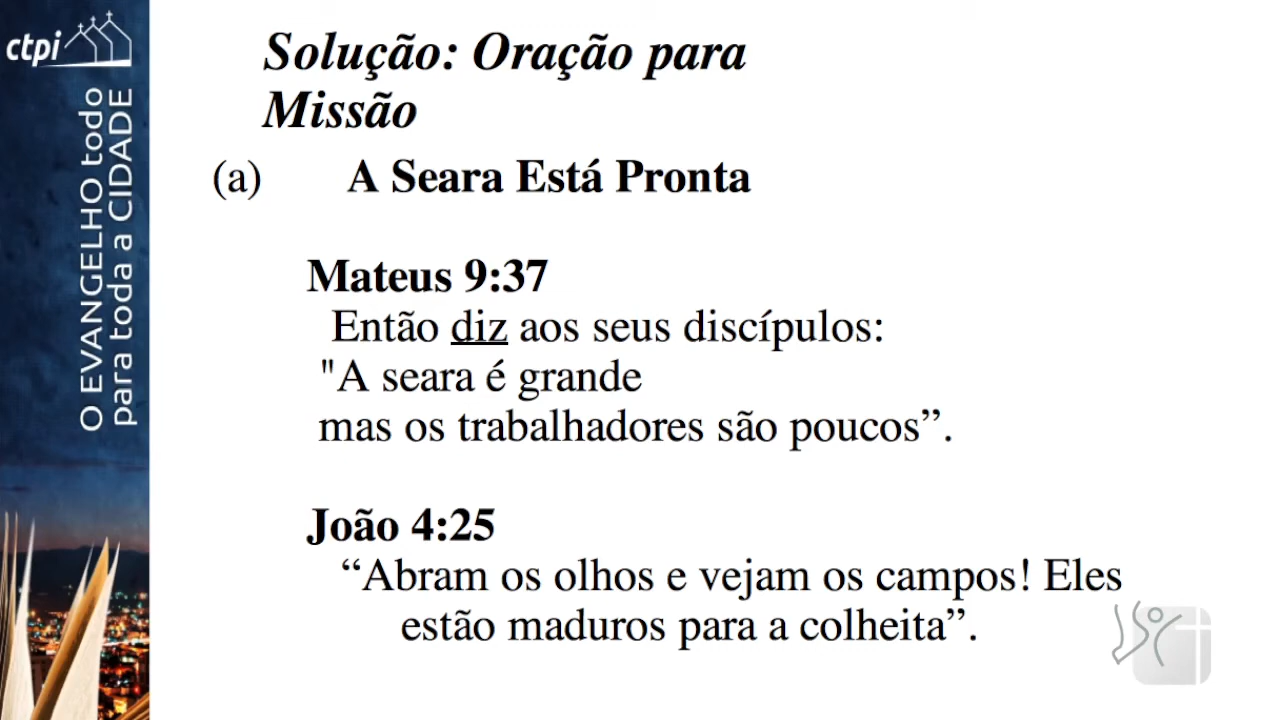 ctpi
O EVANGELHO todo
para toda a CIDADE
Solução: Oração para
Missão
(a) A Seara Está Pronta
Mateus 9:37
Então diz aos seus discípulos:
"A seara é grande
mas os trabalhadores são poucos”.
João 4:25
“Abram os olhos e vejam os campos! Eles
estão maduros para a colheita”.